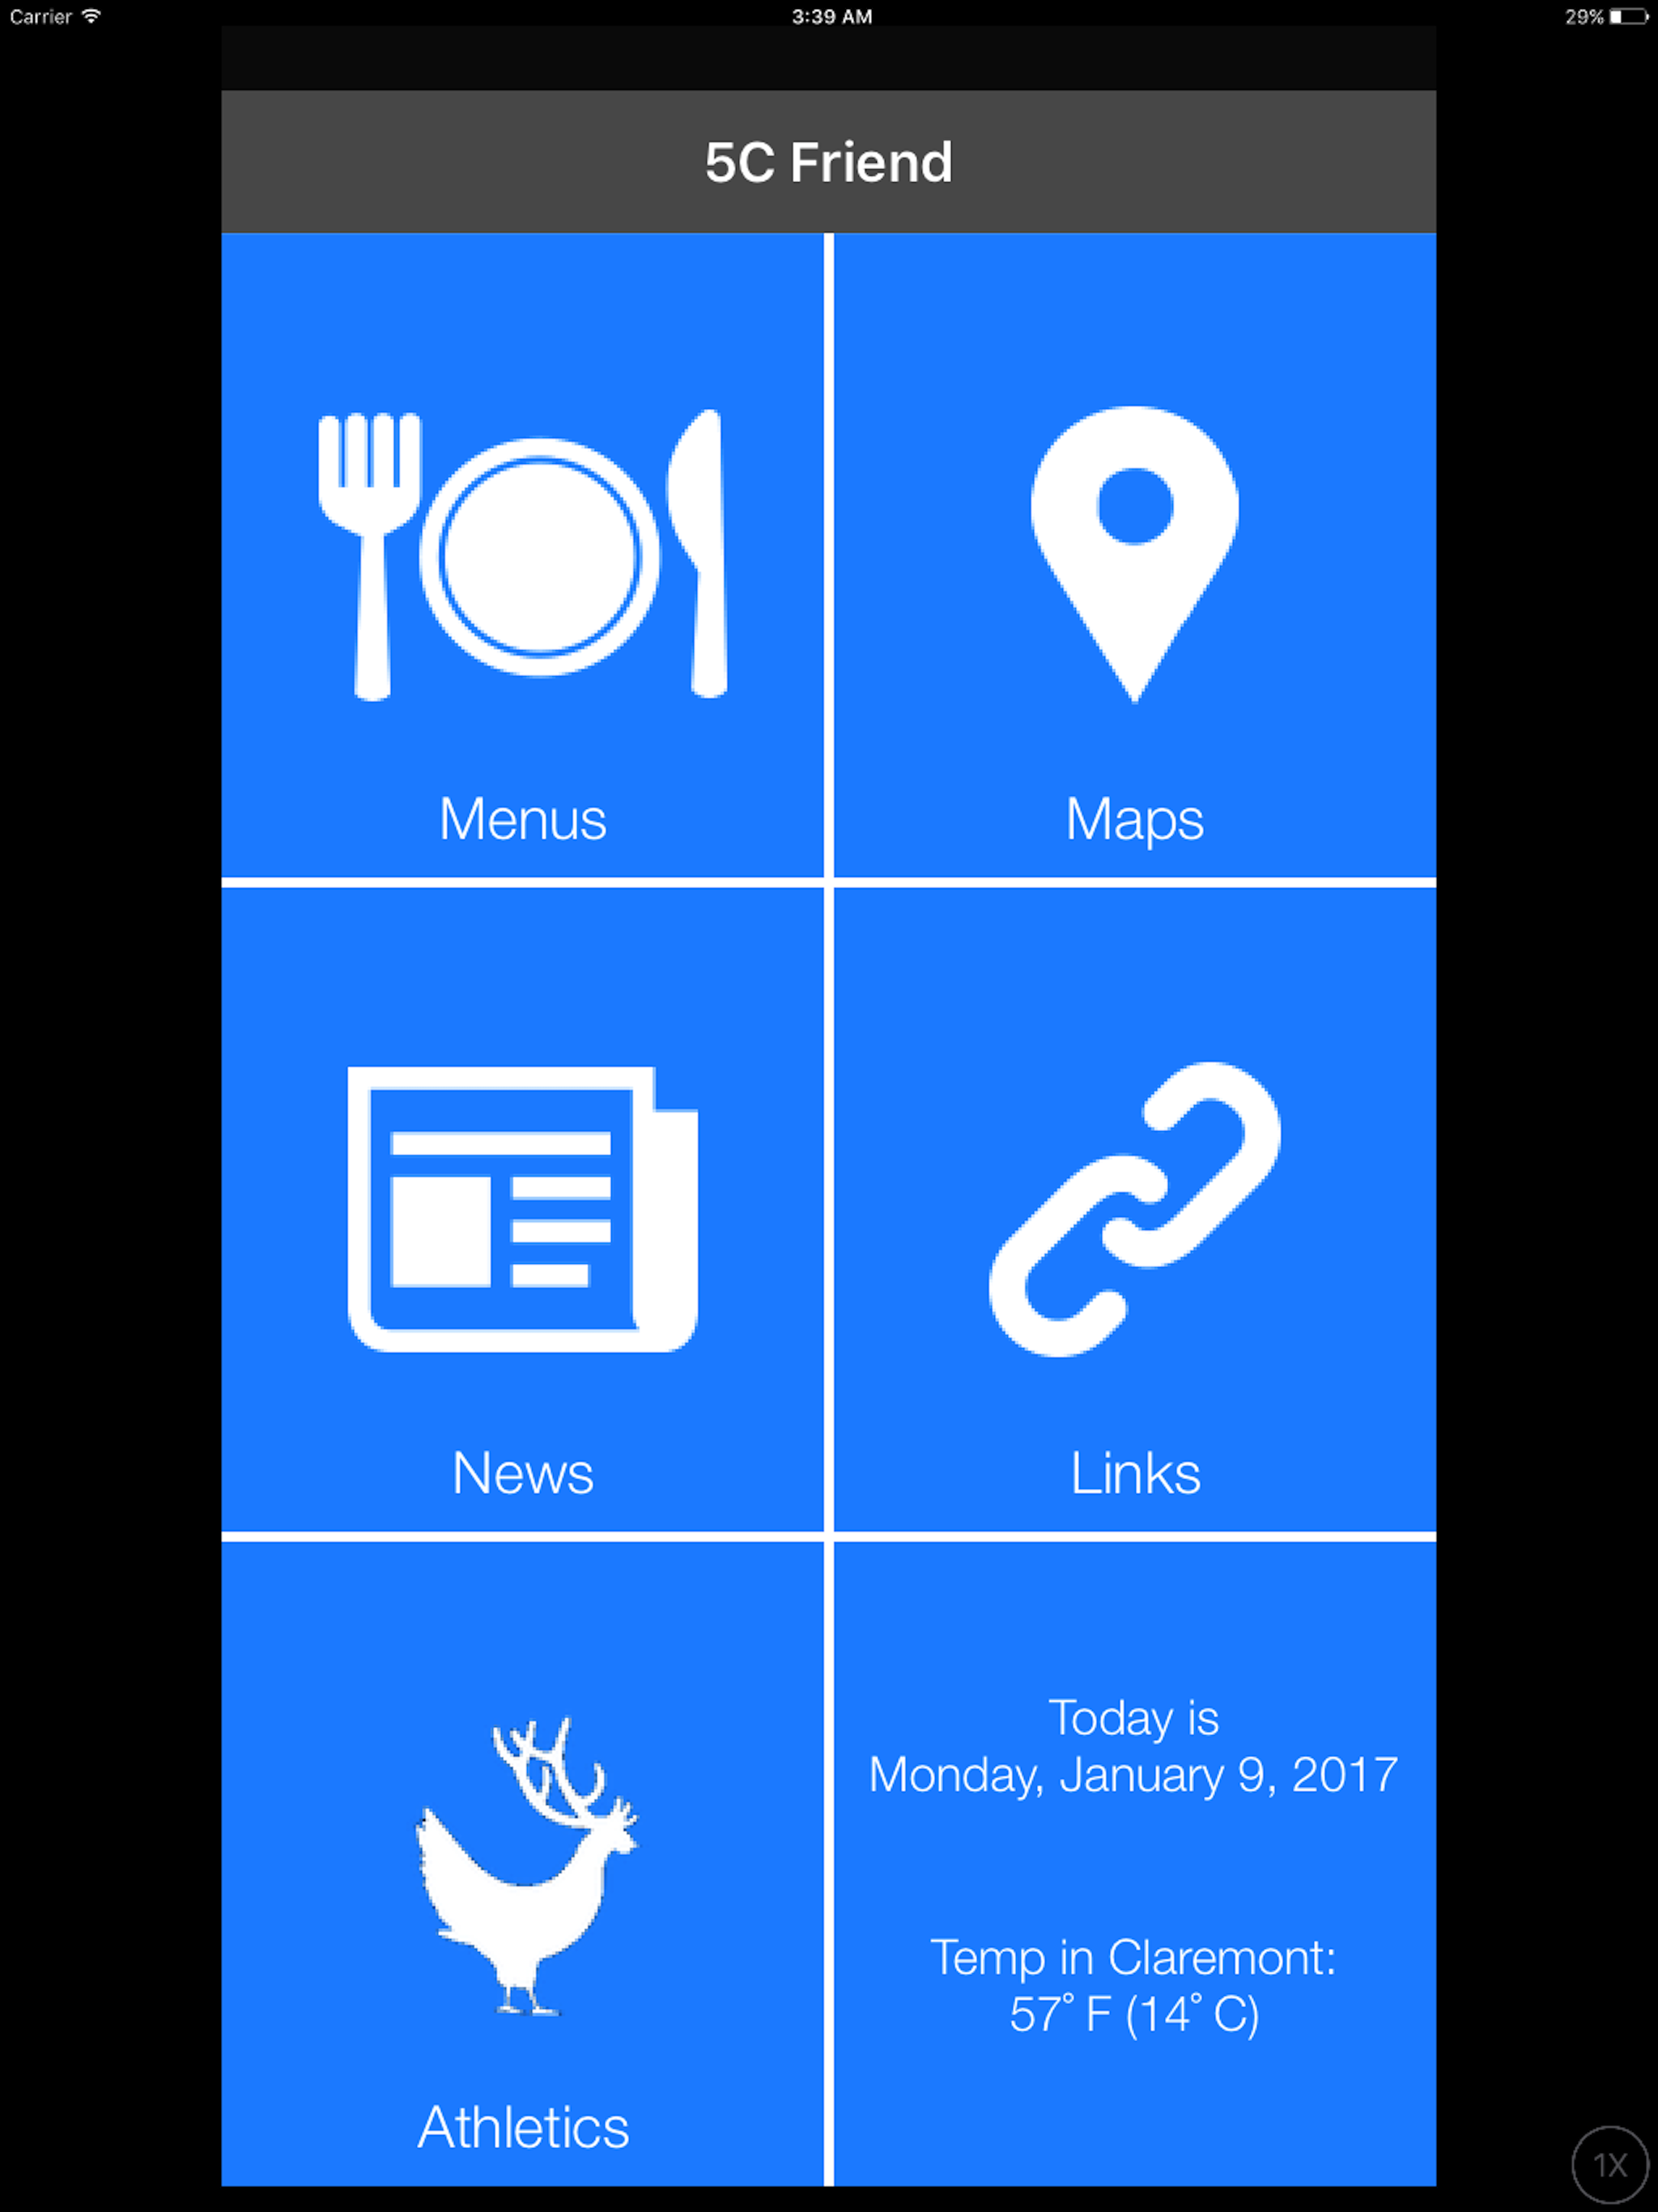 Carrier 3:39 AM 29%
5C Friend
Menus Maps
News Links
Today is
Monday, January 9, 2017
Temp in Claremont:
57° F (14° C)
Athletics
1X